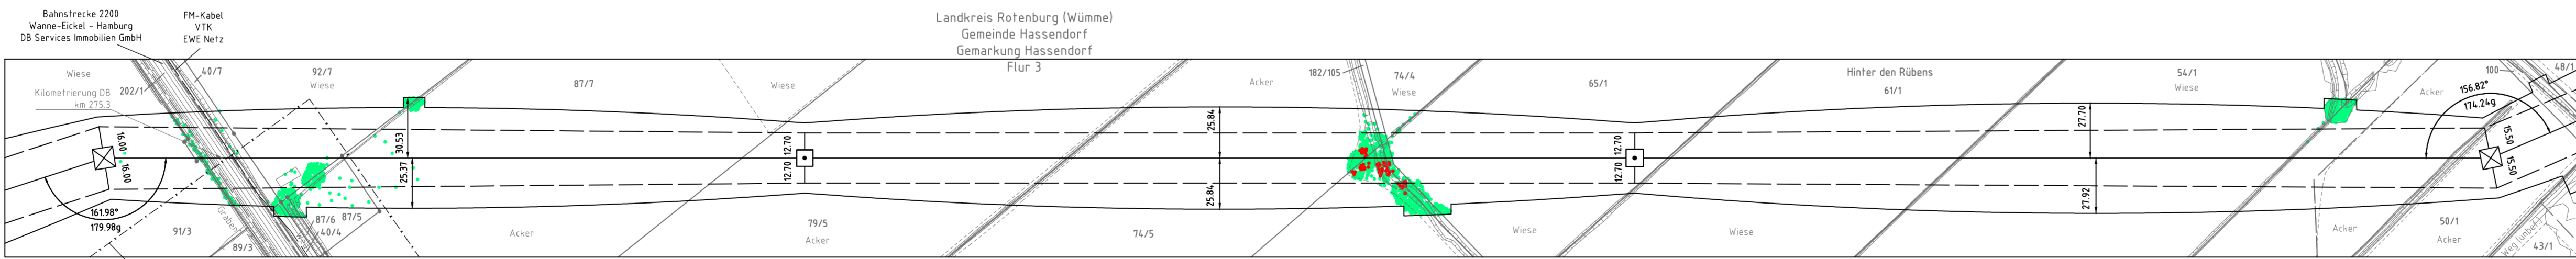 Bahnstrecke 2200
Wanne-Eickel - Hamburg
DB Services Immobilien GmbH
FM-Kabel
VTK
EWE Netz
Landkreis Rotenburg (Wümme)
Gemeinde Hassendorf
Gemarkung Hassendorf
Flur 3
Wiese
Kilometrierung DB
km 275.3
202/1
40/7
92/7
Wiese
87/7
Wiese
Acker
182/105
74/4
Wiese
65/1
Hinter den Rübens
61/1
54/1
Wiese
Acker
100
48/1
156.82°
174.24g
16.00
16.00
30.53
25.37
12.70
12.70
25.84
25.84
12.70
12.70
27.70
27.92
15.50
15.50
161.98°
179.98g
91/3
Graben
89/3
Weg
87/6
40/4
87/5
Acker
79/5
Acker
74/5
Wiese
Wiese
Acker
50/1
Acker
Weg (unbef
43/1